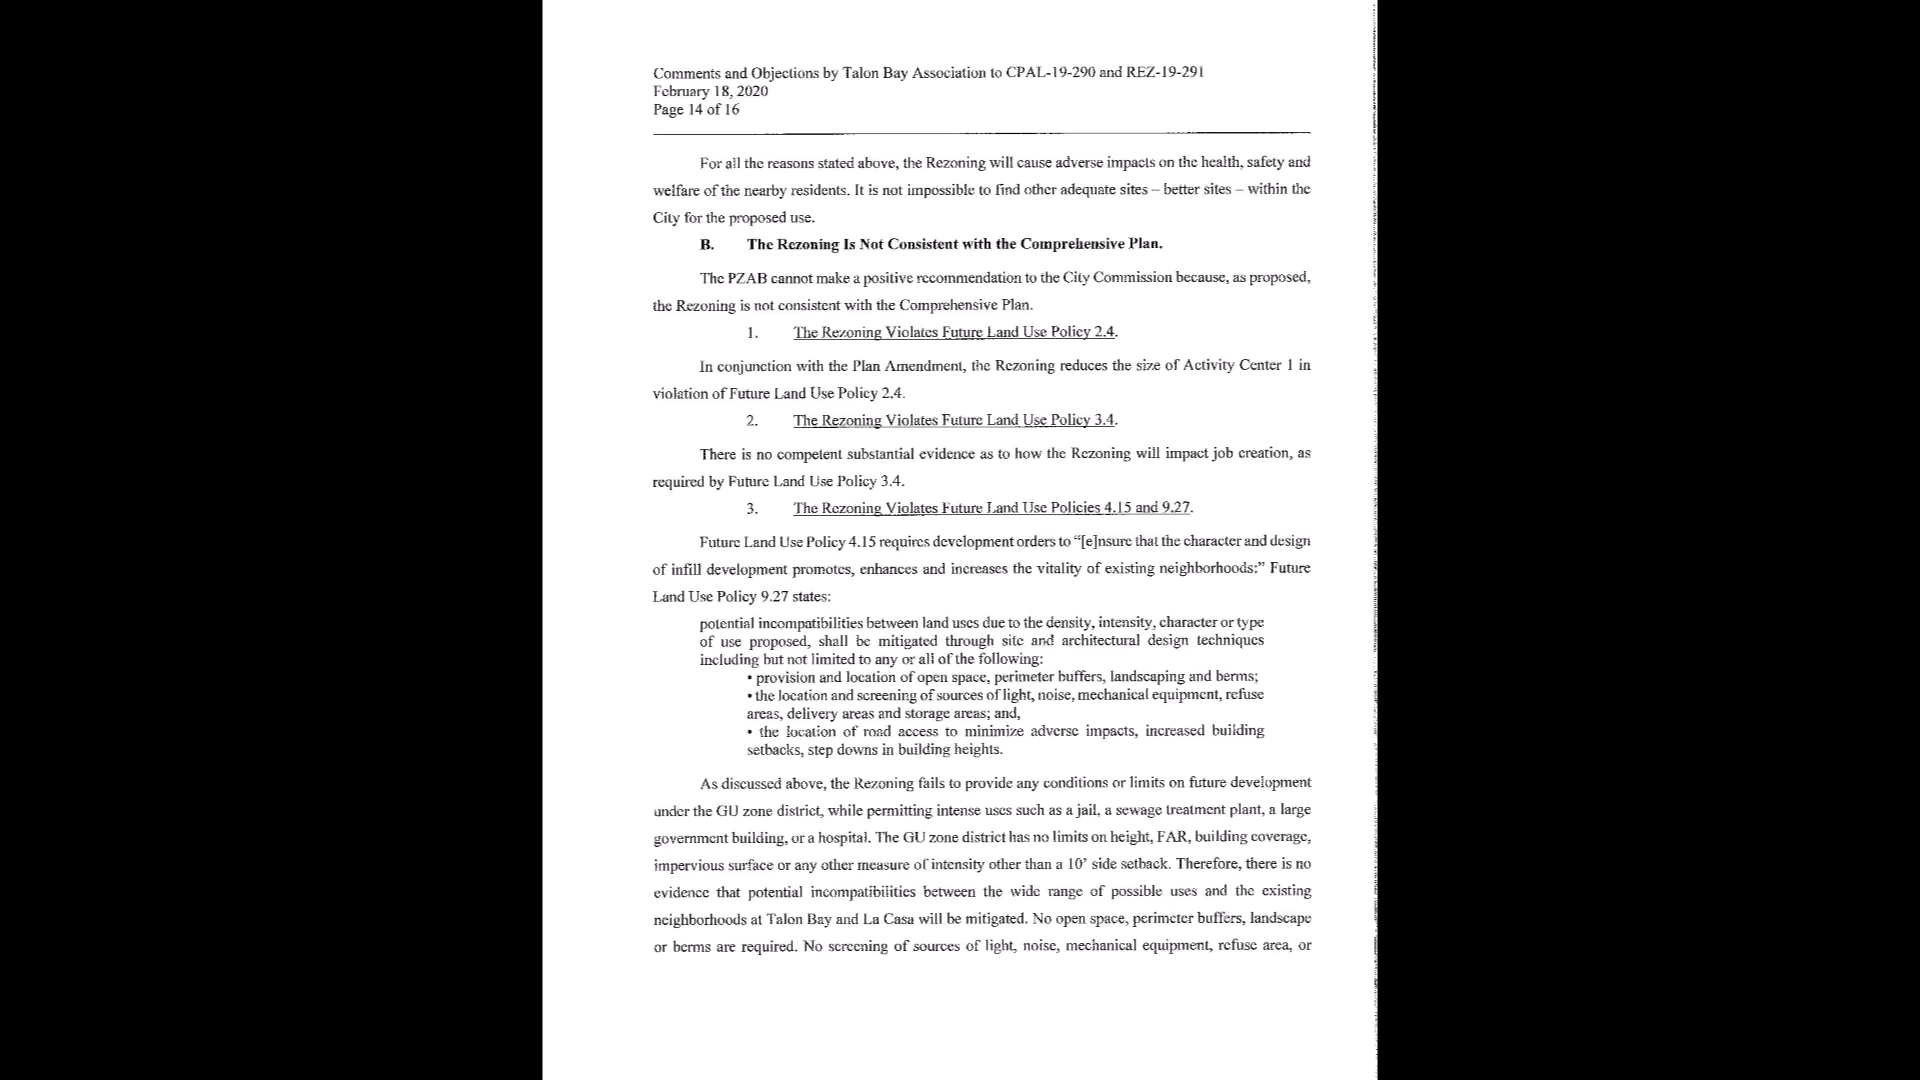 Comments and Objections by Talon Bay Association to CPAL-19-290 and REZ-19-291
February 18, 2020
Page 14 of 16
For all the reasons stated above, the Rezoning will cause adverse impacts on the health, safety and
welfare of the nearby residents. It is not impossible to find other adequate sites – better sites – within the
City for the proposed use.
B. The Rezoning Is Not Consistent with the Comprehensive Plan.
The PZAB cannot make a positive recommendation to the City Commission because, as proposed,
the Rezoning is not consistent with the Comprehensive Plan.
1. The Rezoning Violates Future Land Use Policy 2.4.
In conjunction with the Plan Amendment, the Rezoning reduces the size of Activity Center 1 in
violation of Future Land Use Policy 2.4.
2. The Rezoning Violates Future Land Use Policy 3.4.
There is no competent substantial evidence as to how the Rezoning will impact job creation, as
required by Future Land Use Policy 3.4.
3. The Rezoning Violates Future Land Use Policies 4.15 and 9.27.
Future Land Use Policy 4.15 requires development orders to “[e]nsure that the character and design
of infill development promotes, enhances and increases the vitality of existing neighborhoods:” Future
Land Use Policy 9.27 states:
potential incompatibilities between land uses due to the density, intensity, character or type
of use proposed, shall be mitigated through site and architectural design techniques
including but not limited to any or all of the following:
• provision and location of open space, perimeter buffers, landscaping and berms;
• the location and screening of sources of light, noise, mechanical equipment, refuse
areas, delivery areas and storage areas; and,
• the location of road access to minimize adverse impacts, increased building
setbacks, step downs in building heights.
As discussed above, the Rezoning fails to provide any conditions or limits on future development
under the GU zone district, while permitting intense uses such as a jail, a sewage treatment plant, a large
government building, or a hospital. The GU zone district has no limits on height, FAR, building coverage,
impervious surface or any other measure of intensity other than a 10’ side setback. Therefore, there is no
evidence that potential incompatibilities between the wide range of possible uses and the existing
neighborhoods at Talon Bay and La Casa will be mitigated. No open space, perimeter buffers, landscape
or berms are required. No screening of sources of light, noise, mechanical equipment, refuse area, or